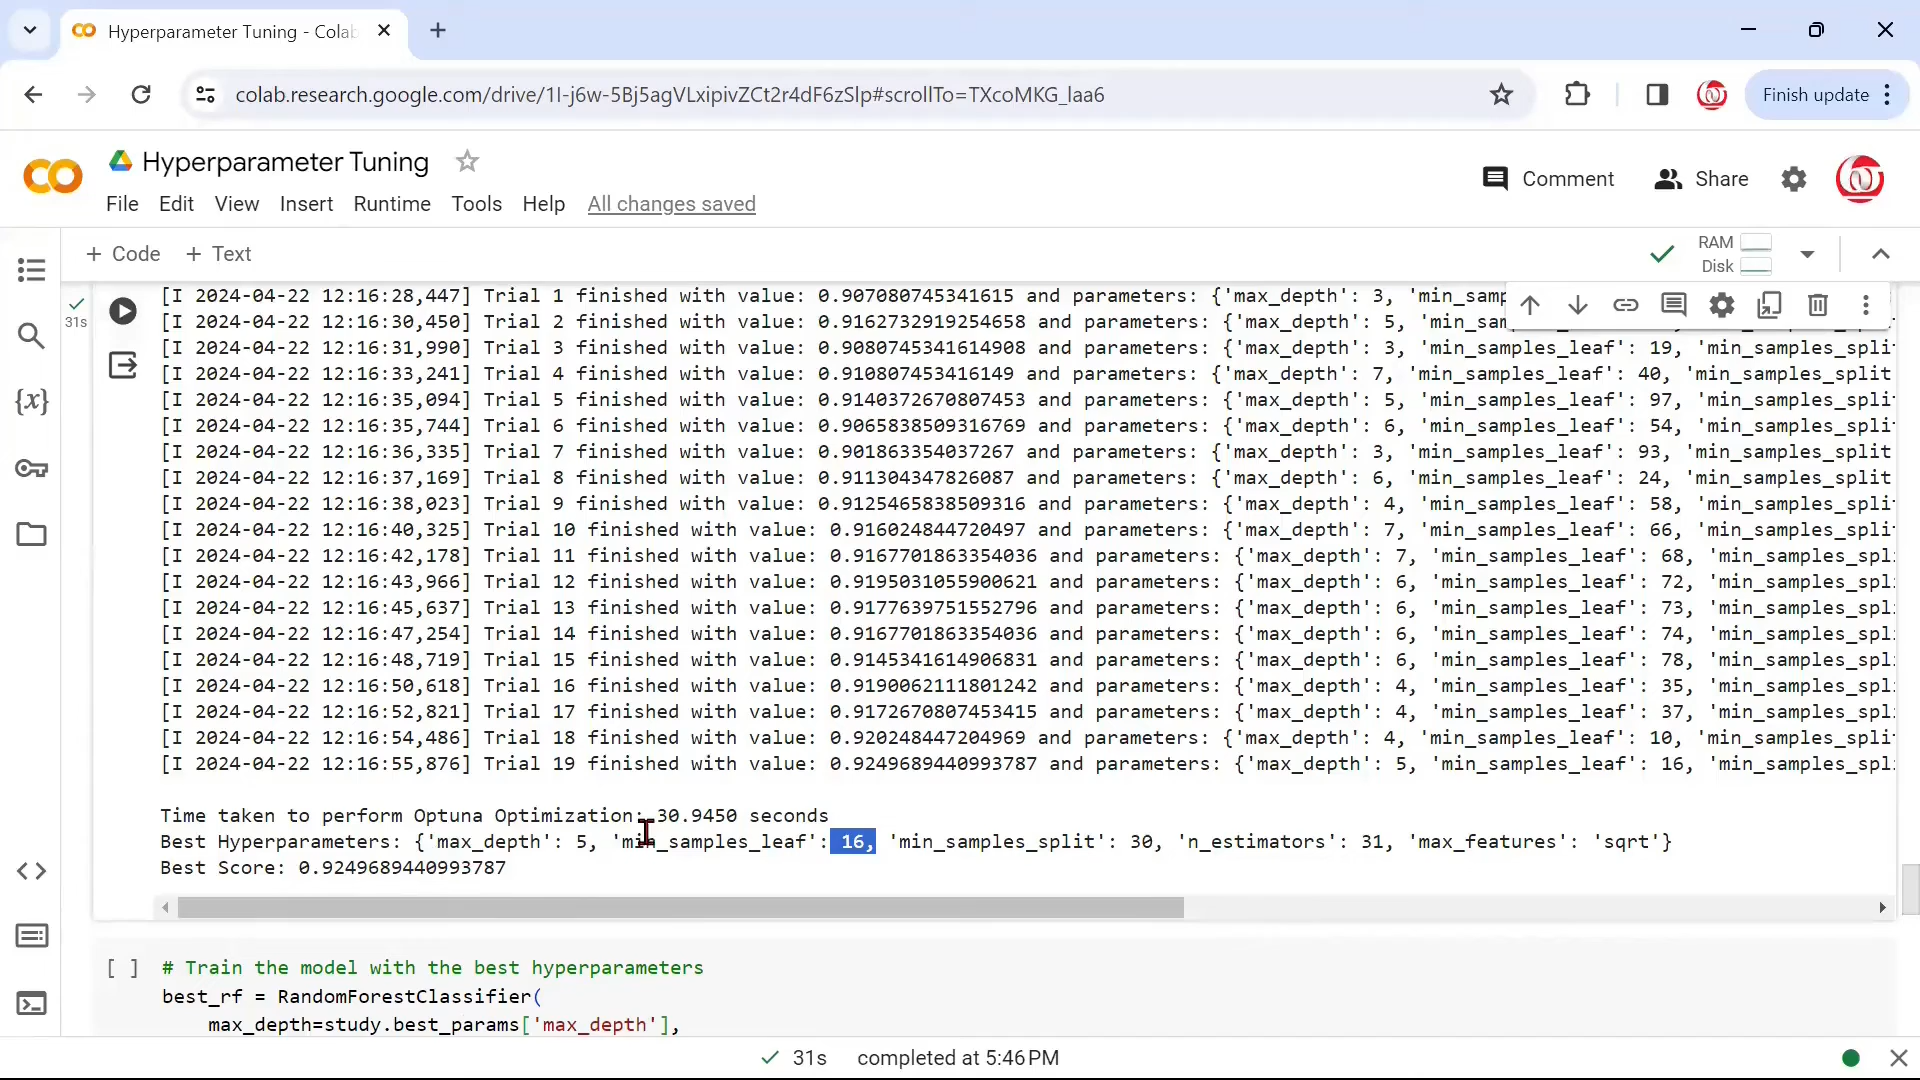 Hyperparameter Tuning - Colab
colab.research.google.com/drive/1I-j6w-5Bj5agVLxipivZCt2r4dF6zSlp#scrollTo=TXcoMKG_laa6
Finish update
Hyperparameter Tuning
Comment
Share
File Edit View Insert Runtime Tools Help All changes saved
+ Code + Text
RAM
Disk
31s
[I 2024-04-22 12:16:28,447] Trial 1 finished with value: 0.907080745341615 and parameters: {'max_depth': 3, 'min_samp
[I 2024-04-22 12:16:30,450] Trial 2 finished with value: 0.9162732919254658 and parameters: {'max_depth': 5, 'min_samp
[I 2024-04-22 12:16:31,990] Trial 3 finished with value: 0.9080745341614908 and parameters: {'max_depth': 3, 'min_samples_leaf': 19, 'min_samples_spli
[I 2024-04-22 12:16:33,241] Trial 4 finished with value: 0.910807453416149 and parameters: {'max_depth': 7, 'min_samples_leaf': 40, 'min_samples_split
[I 2024-04-22 12:16:35,094] Trial 5 finished with value: 0.9140372670807453 and parameters: {'max_depth': 5, 'min_samples_leaf': 97, 'min_samples_spli
[I 2024-04-22 12:16:35,744] Trial 6 finished with value: 0.9065838509316769 and parameters: {'max_depth': 6, 'min_samples_leaf': 54, 'min_samples_spli
[I 2024-04-22 12:16:36,335] Trial 7 finished with value: 0.901863354037267 and parameters: {'max_depth': 3, 'min_samples_leaf': 93, 'min_samples_split
[I 2024-04-22 12:16:37,169] Trial 8 finished with value: 0.911304347826087 and parameters: {'max_depth': 6, 'min_samples_leaf': 24, 'min_samples_split
[I 2024-04-22 12:16:38,023] Trial 9 finished with value: 0.9125465838509316 and parameters: {'max_depth': 4, 'min_samples_leaf': 58, 'min_samples_spli
[I 2024-04-22 12:16:40,325] Trial 10 finished with value: 0.916024844720497 and parameters: {'max_depth': 7, 'min_samples_leaf': 66, 'min_samples_spli
[I 2024-04-22 12:16:42,178] Trial 11 finished with value: 0.9167701863354036 and parameters: {'max_depth': 7, 'min_samples_leaf': 68, 'min_samples_spl
[I 2024-04-22 12:16:43,966] Trial 12 finished with value: 0.9195031055900621 and parameters: {'max_depth': 6, 'min_samples_leaf': 72, 'min_samples_spl
[I 2024-04-22 12:16:45,637] Trial 13 finished with value: 0.9177639751552796 and parameters: {'max_depth': 6, 'min_samples_leaf': 73, 'min_samples_spl
[I 2024-04-22 12:16:47,254] Trial 14 finished with value: 0.9167701863354036 and parameters: {'max_depth': 6, 'min_samples_leaf': 74, 'min_samples_spl
[I 2024-04-22 12:16:48,719] Trial 15 finished with value: 0.9145341614906831 and parameters: {'max_depth': 6, 'min_samples_leaf': 78, 'min_samples_spl
[I 2024-04-22 12:16:50,618] Trial 16 finished with value: 0.9190062111801242 and parameters: {'max_depth': 4, 'min_samples_leaf': 35, 'min_samples_spl
[I 2024-04-22 12:16:52,821] Trial 17 finished with value: 0.9172670807453415 and parameters: {'max_depth': 4, 'min_samples_leaf': 37, 'min_samples_spl
[I 2024-04-22 12:16:54,486] Trial 18 finished with value: 0.920248447204969 and parameters: {'max_depth': 4, 'min_samples_leaf': 10, 'min_samples_spli
[I 2024-04-22 12:16:55,876] Trial 19 finished with value: 0.9249689440993787 and parameters: {'max_depth': 5, 'min_samples_leaf': 16, 'min_samples_spl
Time taken to perform Optuna Optimization: 30.9450 seconds
Best Hyperparameters: {'max_depth': 5, 'min_samples_leaf': 16, 'min_samples_split': 30, 'n_estimators': 31, 'max_features': 'sqrt'}
Best Score: 0.9249689440993787
[ ] # Train the model with the best hyperparameters
best_rf = RandomForestClassifier(
max_depth=study.best_params['max_depth'],
31s completed at 5:46 PM